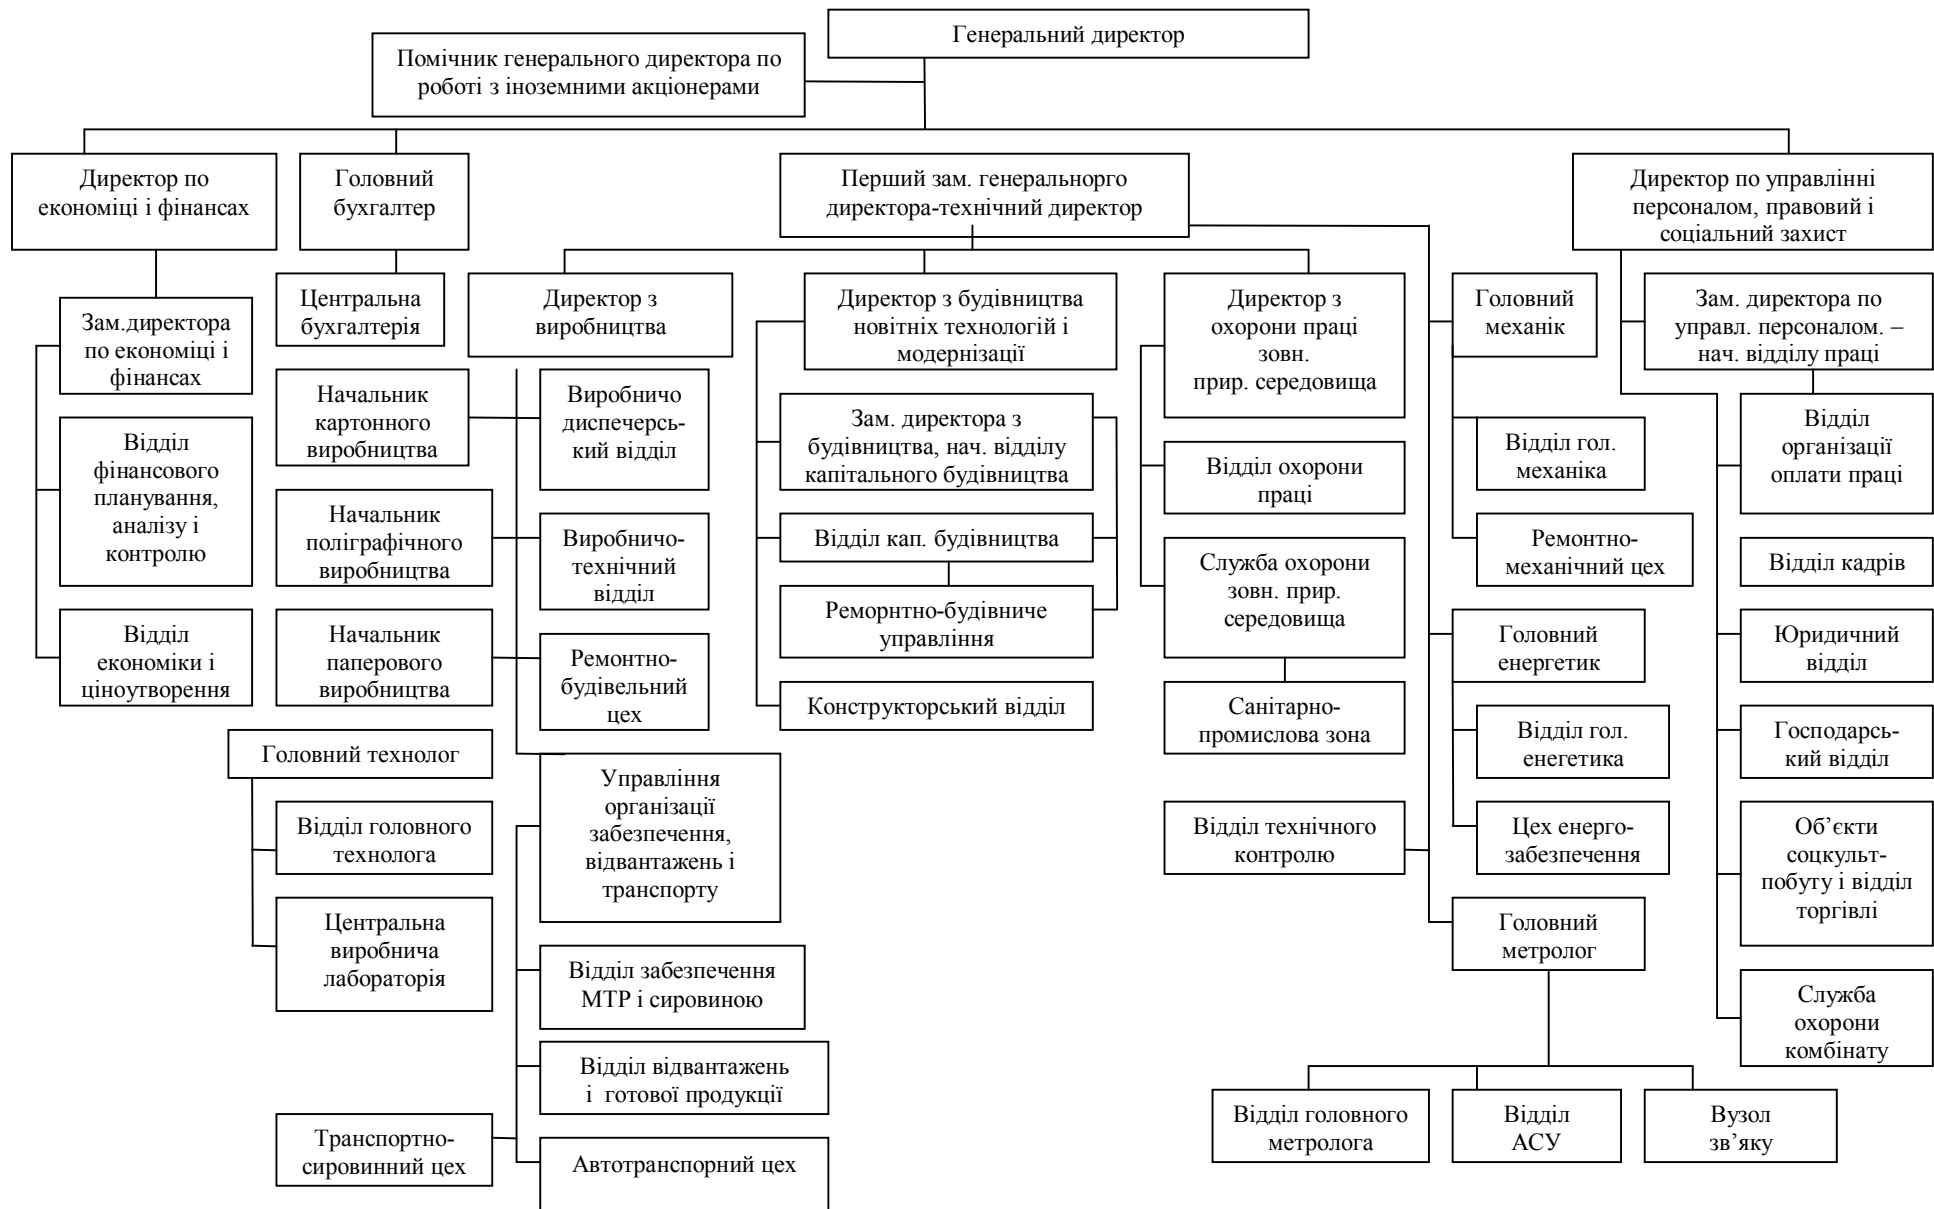 Генеральний директор
Помічник генерального директора по
роботі з іноземними акціонерами
Директор по
економіці і фінансах
Головний
бухгалтер
Перший зам. генеральнорго
директора-технічний директор
Директор по управлінні
персоналом, правовий і
соціальний захист
Зам.директора
по економіці і
фінансах
Центральна
бухгалтерія
Директор з
виробництва
Директор з будівництва
новітніх технологій і
модернізації
Директор з
охорони праці
зовн.
прир. середовища
Головний
механік
Зам. директора по
управл. персоналом. –
нач. відділу праці
Відділ
фінансового
планування,
аналізу і
контролю
Начальник
картонного
виробництва
Виробничо
диспечерсь-
кий відділ
Зам. директора з
будівництва, нач. відділу
капітального будівництва
Відділ охорони
праці
Відділ гол.
механіка
Відділ
організації
оплати праці
Начальник
поліграфічного
виробництва
Виробничо-
технічний
відділ
Відділ кап. будівництва
Служба охорони
зовн. прир.
середовища
Ремонтно-
механічний цех
Відділ кадрів
Відділ
економіки і
ціноутворення
Начальник
паперового
виробництва
Ремонтно-
будівельний
цех
Реморнтно-будівниче
управління
Головний
енергетик
Юридичний
відділ
Конструкторський відділ
Санітарно-
промислова зона
Відділ гол.
енегетика
Господарсь-
кий відділ
Головний технолог
Управління
організації
забезпечення,
відвантажень і
транспорту
Відділ головного
технолога
Відділ технічного
контролю
Цех енерго-
забезпечення
Об’єкти
соцкульт-
побуту і відділ
торгівлі
Центральна
виробнича
лабораторія
Головний
метролог
Відділ забезпечення
МТР і сировиною
Служба
охорони
комбінату
Відділ відвантажень
і готової продукції
Транспортно-
сировинний цех
Автотранспорний цех
Відділ головного
метролога
Відділ
АСУ
Вузол
зв’яку